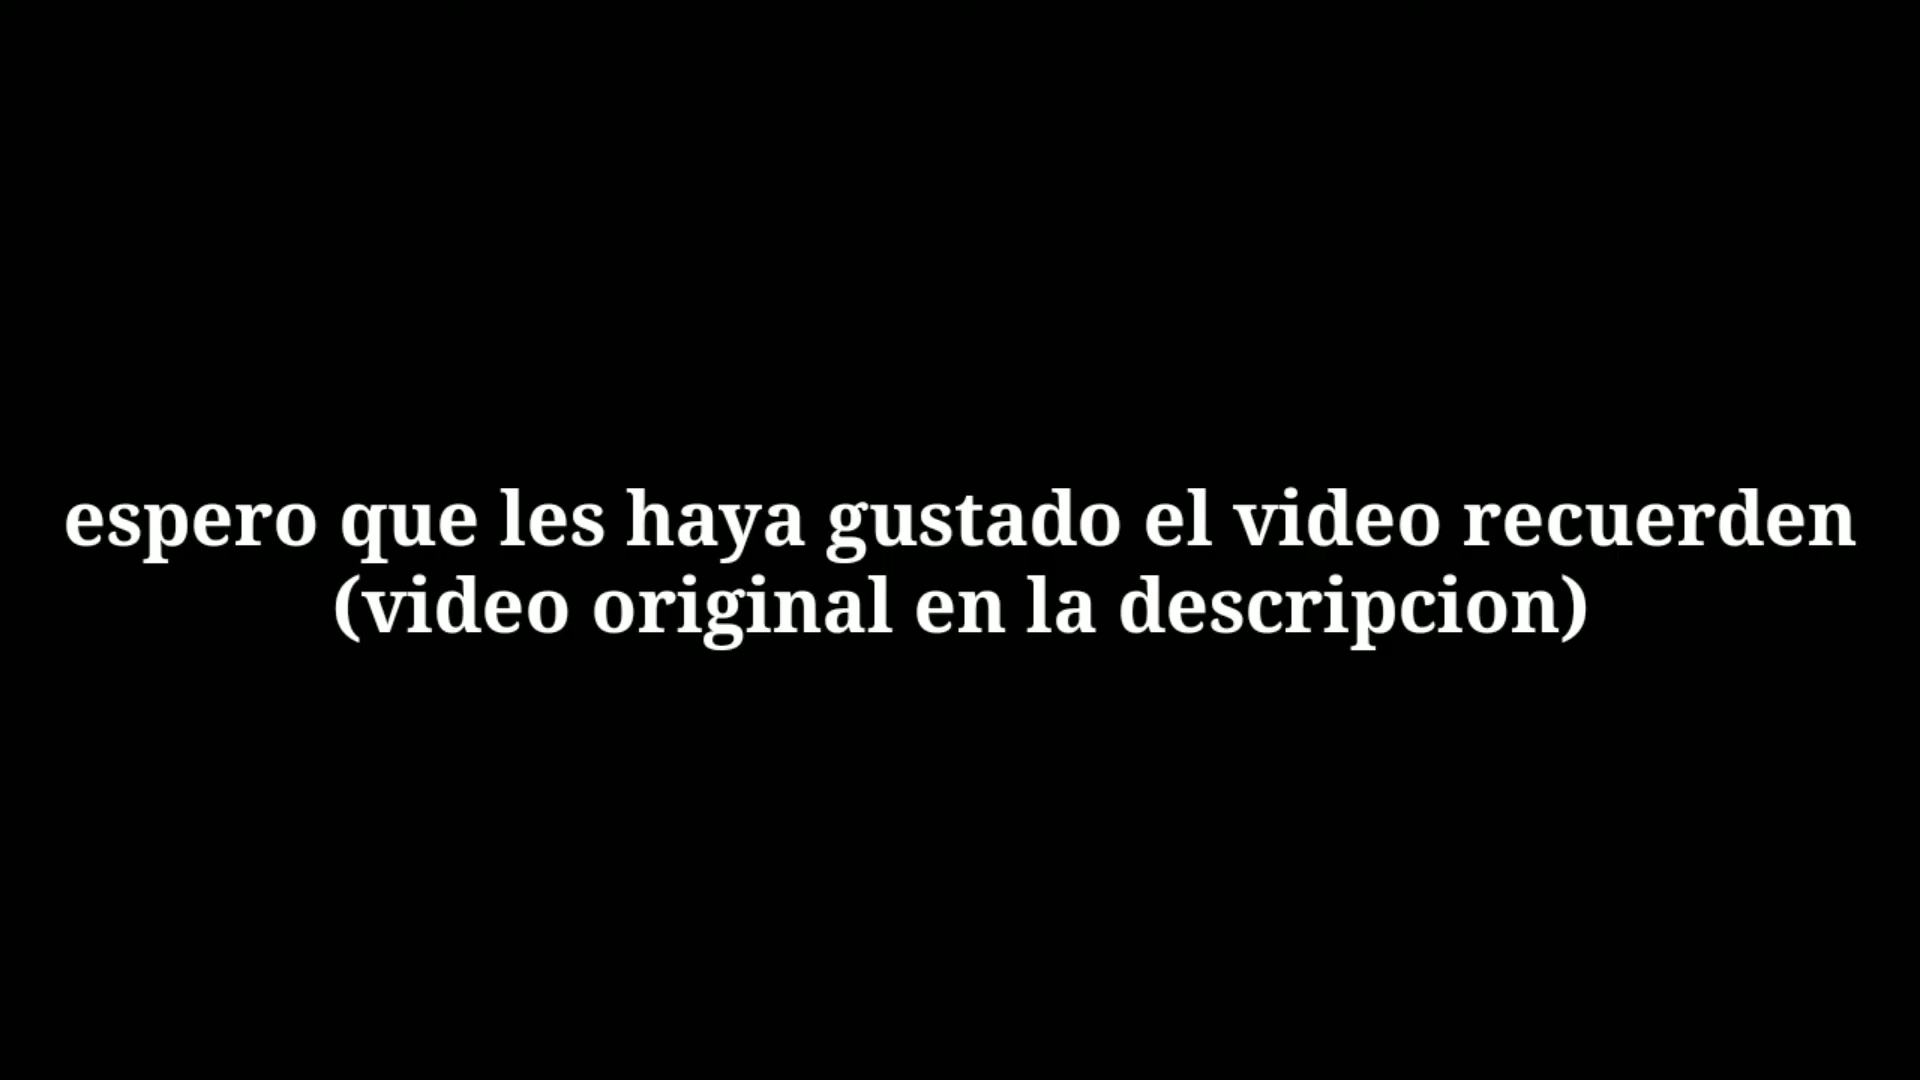 espero que les haya gustado el video recuerden
(video original en la descripcion)